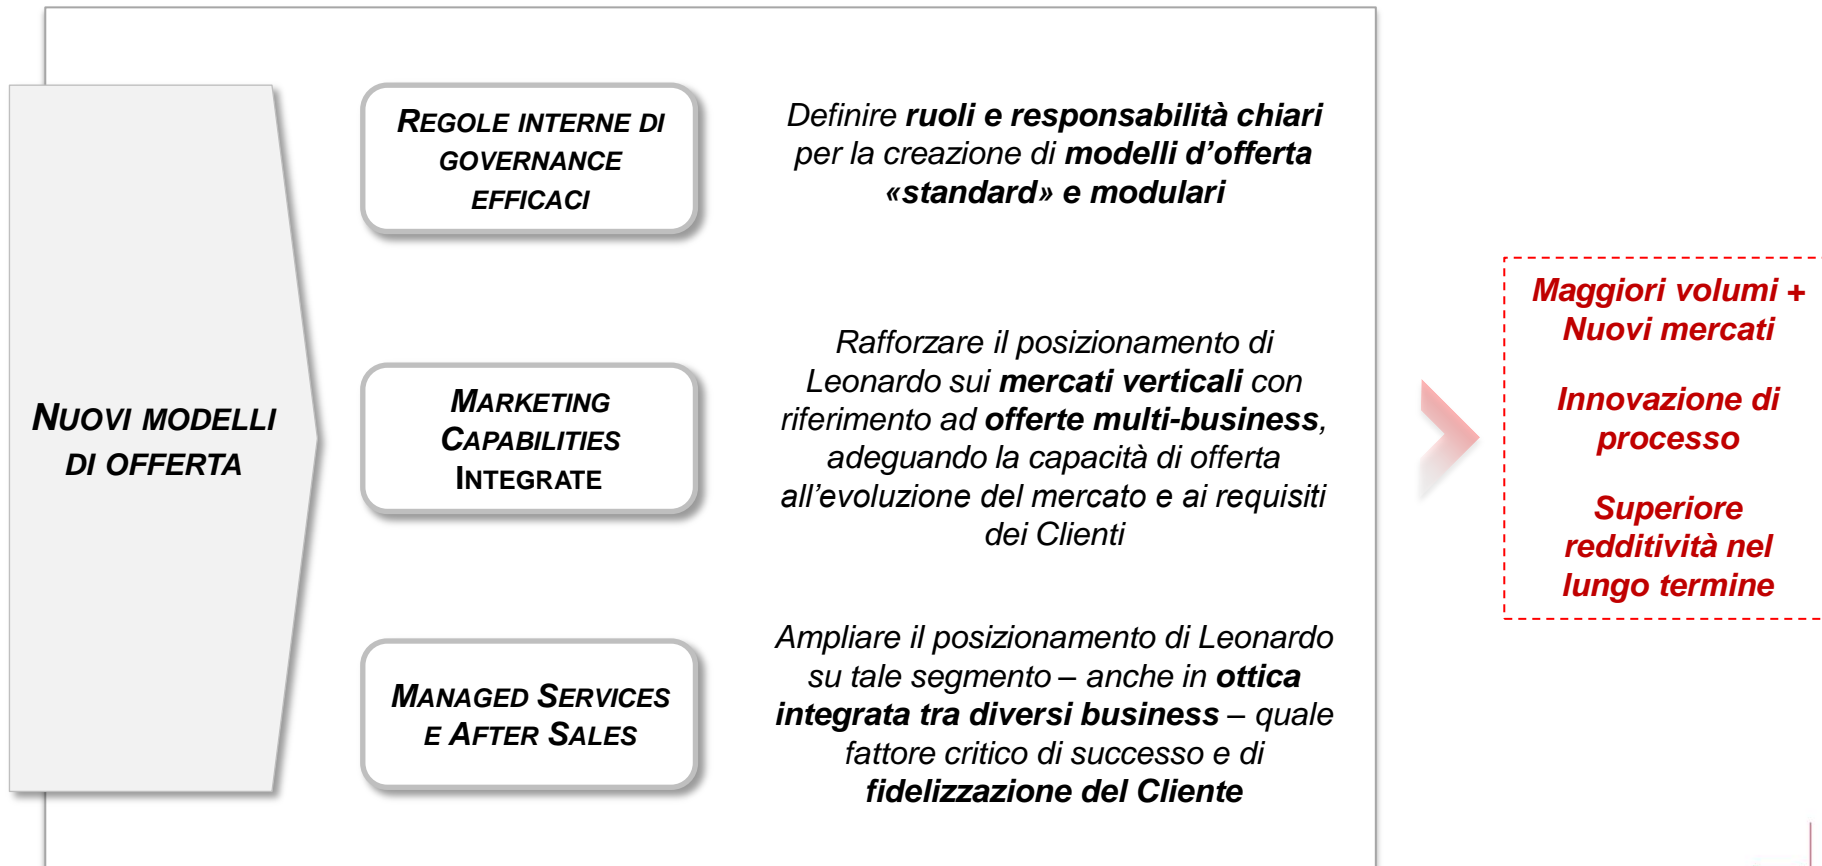 NUOVI MODELLI
DI OFFERTA
REGOLE INTERNE DI
GOVERNANCE
EFFICACI
Definire ruoli e responsabilità chiari
per la creazione di modelli d’offerta
«standard» e modulari
MARKETING
CAPABILITIES
INTEGRATE
Rafforzare il posizionamento di
Leonardo sui mercati verticali con
riferimento ad offerte multi-business,
adeguando la capacità di offerta
all’evoluzione del mercato e ai requisiti
dei Clienti
MANAGED SERVICES
E AFTER SALES
Ampliare il posizionamento di Leonardo
su tale segmento – anche in ottica
integrata tra diversi business – quale
fattore critico di successo e di
fidelizzazione del Cliente
Maggiori volumi +
Nuovi mercati
Innovazione di
processo
Superiore
redditività nel
lungo termine